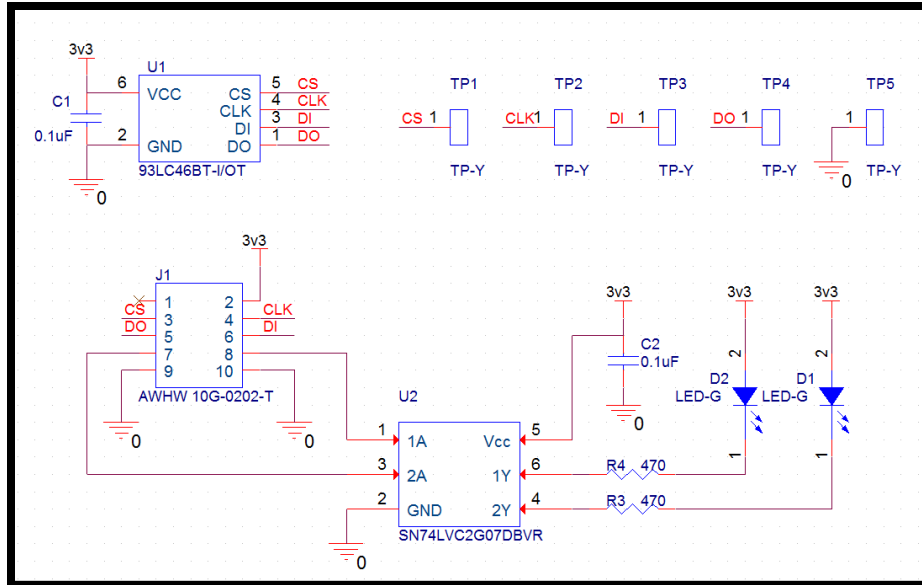 3v3
U1
6 VCC CS 5 CS
C1 CLK 4 CLK
0.1uF DI 3 DI
2 GND DO 1 DO
93LC46BT-I/OT
0
TP1 TP2 TP3 TP4 TP5
CS 1 CLK 1 DI 1 DO 1 1
TP-Y TP-Y TP-Y TP-Y 0 TP-Y
3v3
J1
1 2
CS 3 4 CLK
DO 5 6 DI
7 8
9 10
AWHW 10G-0202-T
0 0
3v3 3v3 3v3
C2
0.1uF
0
2 2
D2 D1
LED-G LED-G
1 1
U2
1 1A Vcc 5
3 2A 1Y 6 R4 470
2 GND 2Y 4 R3 470
SN74LVC2G07DBVR
0